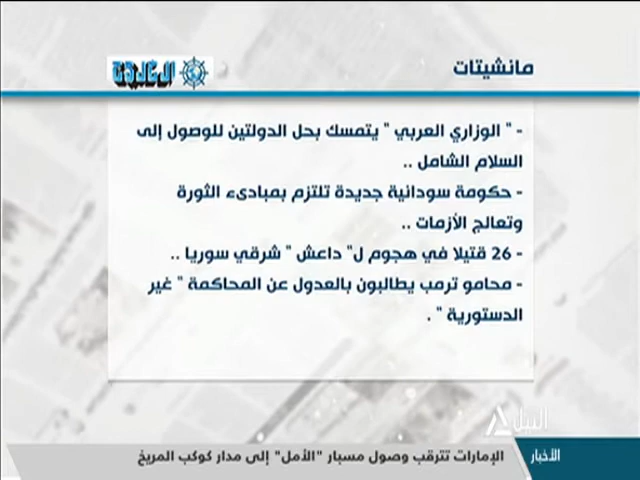 مانشيتات
الخليج
- " الوزاري العربي " يتمسك بحل الدولتين للوصول إلى
السلام الشامل ..
- حكومة سودانية جديدة تلتزم بمبادىء الثورة
وتعالج الأزمات ..
- 26 قتيلا في هجوم ل" داعش " شرقي سوريا ..
- محامو ترمب يطالبون بالعدول عن المحاكمة " غير
الدستورية " .
النيل
الأخبار
الإمارات تترقب وصول مسبار "الأمل" إلى مدار كوكب المريخ